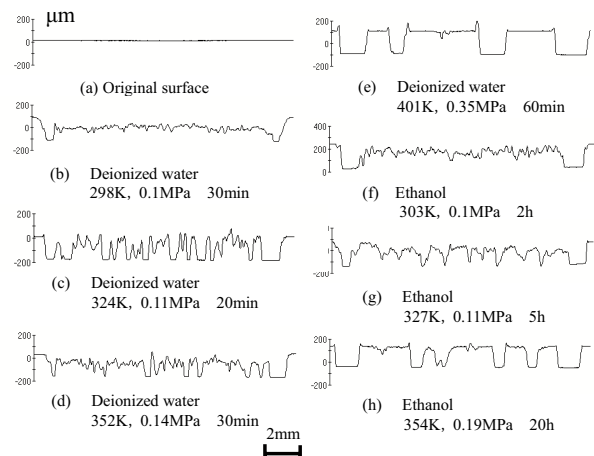 μm
200
0
-200
(a) Original surface
200
0
-200
(b) Deionized water
298K, 0.1MPa 30min
200
0
-200
(c) Deionized water
324K, 0.11MPa 20min
200
0
-200
(d) Deionized water
352K, 0.14MPa 30min
2mm
200
0
-200
(e) Deionized water
401K, 0.35MPa 60min
400
200
0
(f) Ethanol
303K, 0.1MPa 2h
0
-200
(g) Ethanol
327K, 0.11MPa 5h
200
0
-200
(h) Ethanol
354K, 0.19MPa 20h